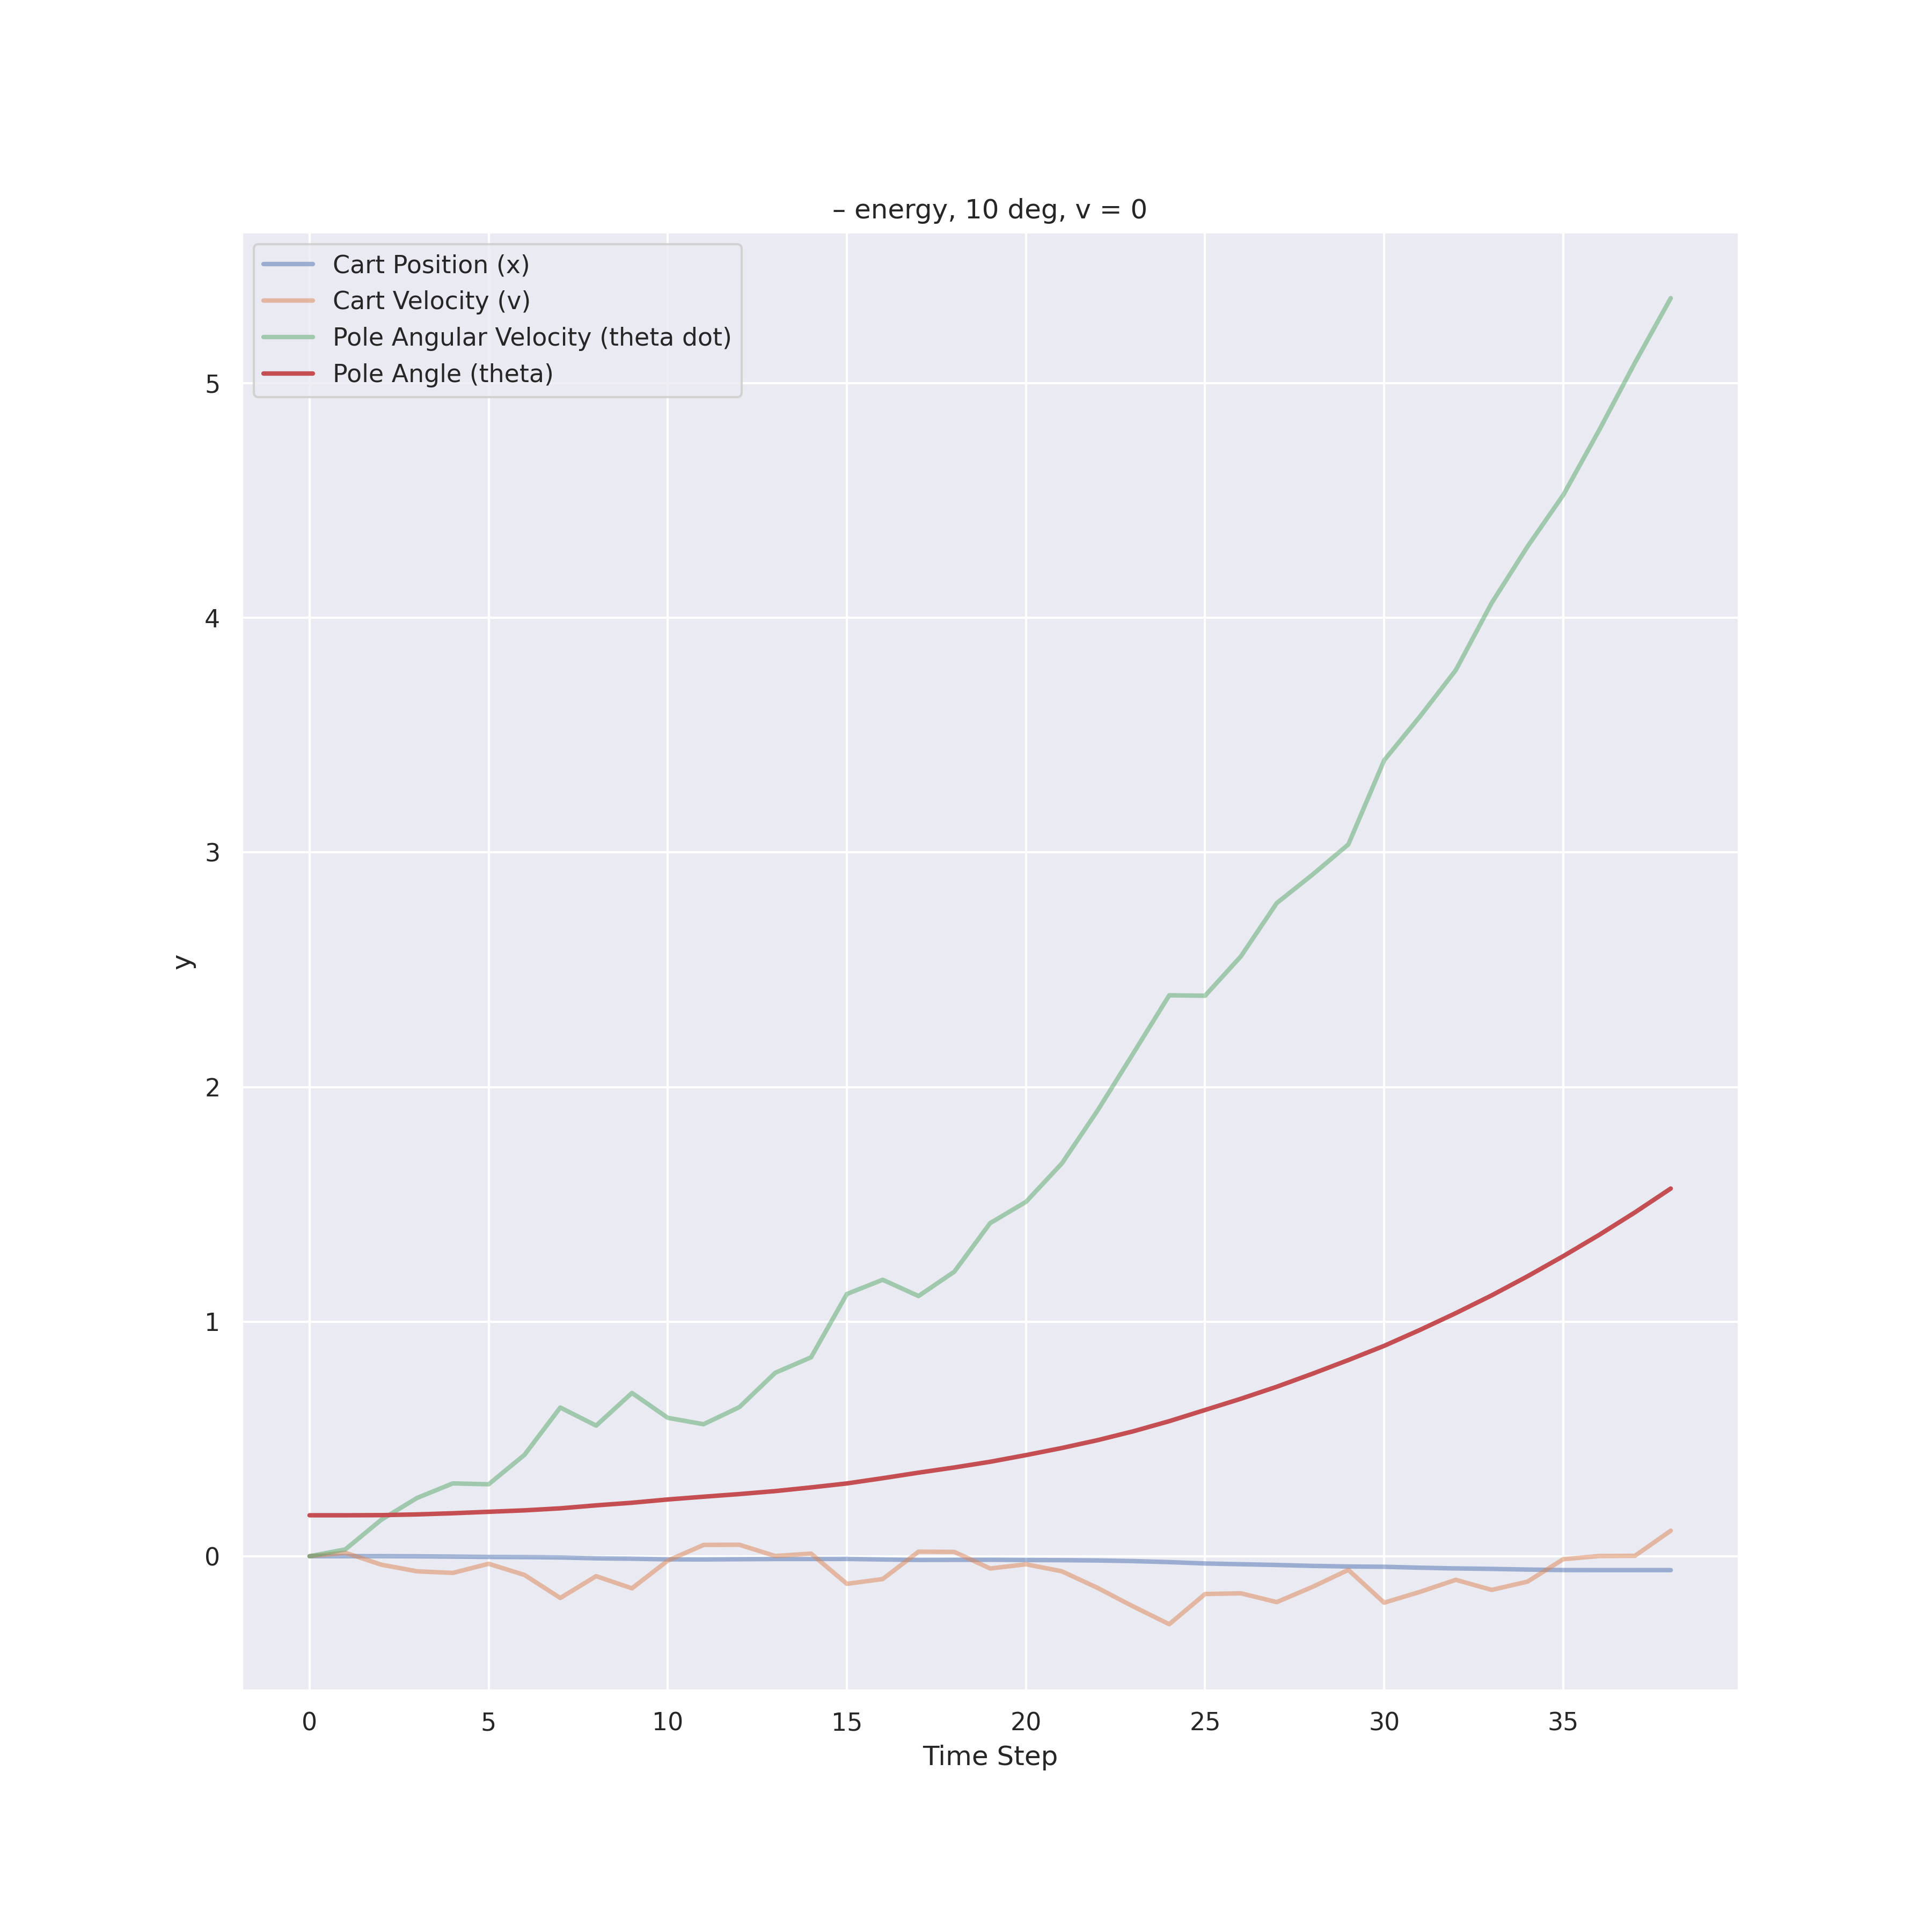 – energy, 10 deg, v = 0
Cart Position (x)
Cart Velocity (v)
Pole Angular Velocity (theta dot)
Pole Angle (theta)
5
4
3
2
1
0
y
0 5 10 15 20 25 30 35
Time Step